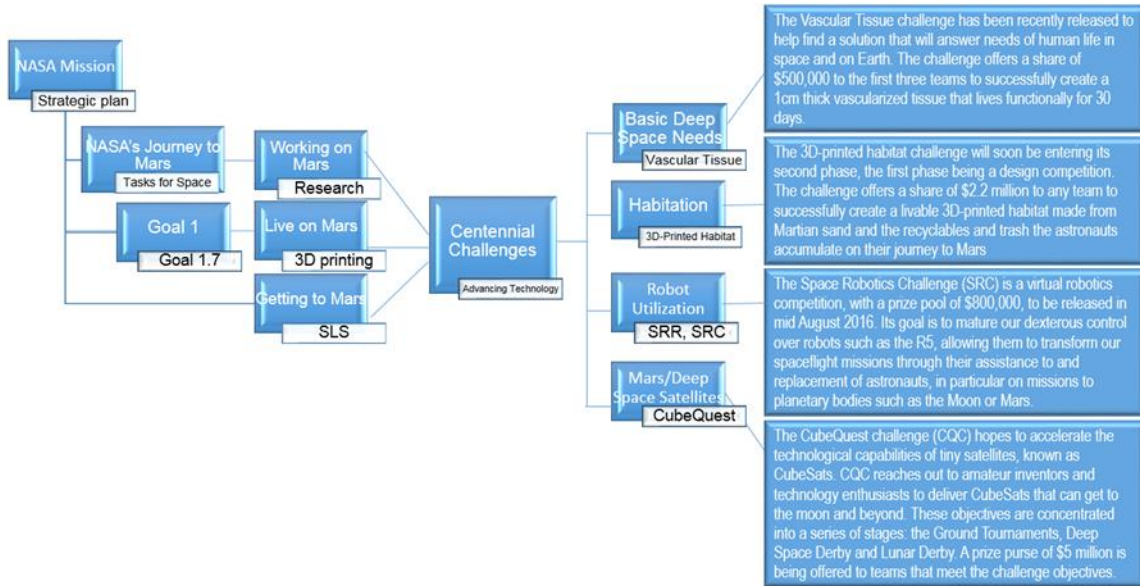 NASA Mission
Strategic plan
NASA's Journey to
Mars
Tasks for Space
Working on
Mars
Research
Goal 1
Goal 1.7
Live on Mars
3D printing
Getting to Mars
SLS
Centennial
Challenges
Advancing Technology
Basic Deep
Space Needs
Vascular Tissue
Habitation
3D-Printed Habitat
Robot
Utilization
SRR, SRC
Mars/Deep
Space Satellites
CubeQuest
The Vascular Tissue challenge has been recently released to
help find a solution that will answer needs of human life in
space and on Earth. The challenge offers a share of
$500,000 to the first three teams to successfully create a
1cm thick vascularized tissue that lives functionally for 30
days.
The 3D-printed habitat challenge will soon be entering its
second phase, the first phase being a design competition.
The challenge offers a share of $2.2 million to any team to
successfully create a livable 3D-printed habitat made from
Martian sand and the recyclables and trash the astronauts
accumulate on their journey to Mars
The Space Robotics Challenge (SRC) is a virtual robotics
competition, with a prize pool of $800,000, to be released in
mid August 2016. Its goal is to mature our dexterous control
over robots such as the R5, allowing them to transform our
spaceflight missions through their assistance to and
replacement of astronauts, in particular on missions to
planetary bodies such as the Moon or Mars.
The CubeQuest challenge (CQC) hopes to accelerate the
technological capabilities of tiny satellites, known as
CubeSats. CQC reaches out to amateur inventors and
technology enthusiasts to deliver CubeSats that can get to
the moon and beyond. These objectives are concentrated
into a series of stages: the Ground Tournaments, Deep
Space Derby and Lunar Derby. A prize purse of $5 million is
being offered to teams that meet the challenge objectives.